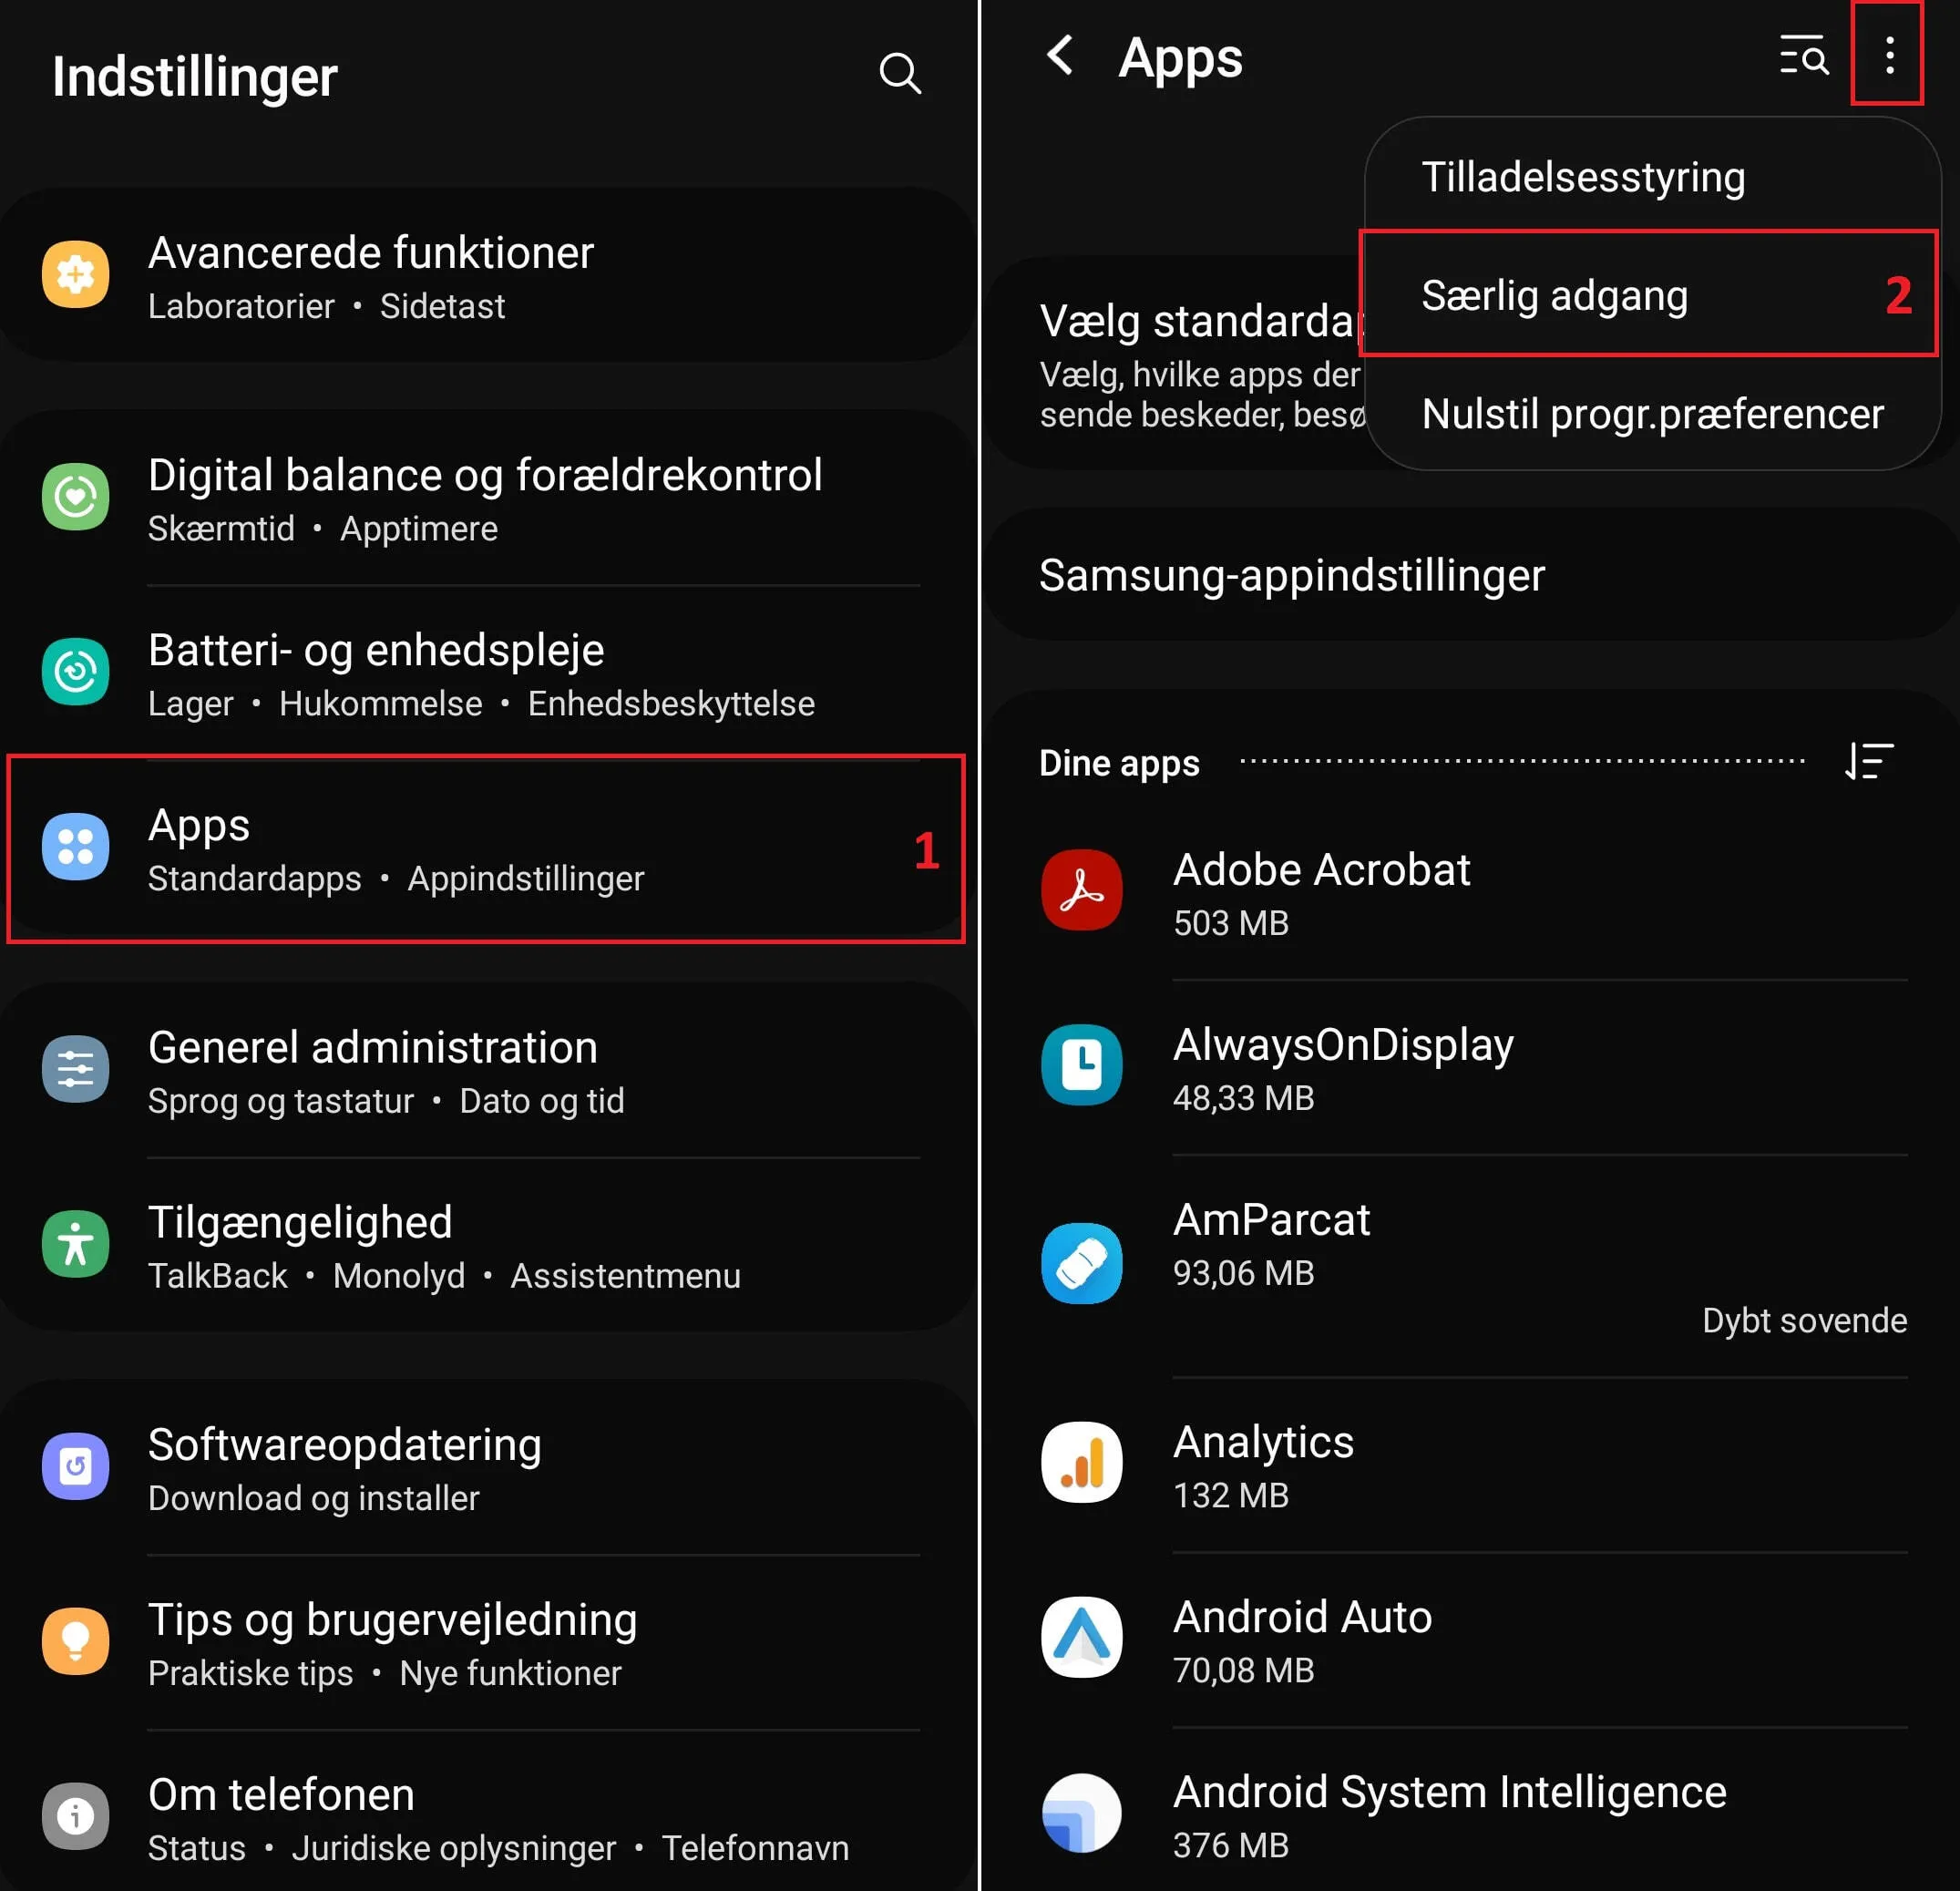 Indstillinger
Avancerede funktioner
Laboratorier • Sidetast
Digital balance og forældrekontrol
Skærmtid • Apptimere
Batteri- og enhedspleje
Lager • Hukommelse • Enhedsbeskyttelse
Apps
Standardapps • Appindstillinger
1
Generel administration
Sprog og tastatur • Dato og tid
Tilgængelighed
TalkBack • Monolyd • Assistentmenu
Softwareopdatering
Download og installer
Tips og brugervejledning
Praktiske tips • Nye funktioner
Om telefonen
Status • Juridiske oplysninger • Telefonnavn
Apps
Tilladelsesstyring
Særlig adgang
2
Nulstil progr.præferencer
Vælg standardap
Vælg, hvilke apps der
sende beskeder, besø
Samsung-appindstillinger
Dine apps
Adobe Acrobat
503 MB
AlwaysOnDisplay
48,33 MB
AmParcat
93,06 MB
Dybt sovende
Analytics
132 MB
Android Auto
70,08 MB
Android System Intelligence
376 MB